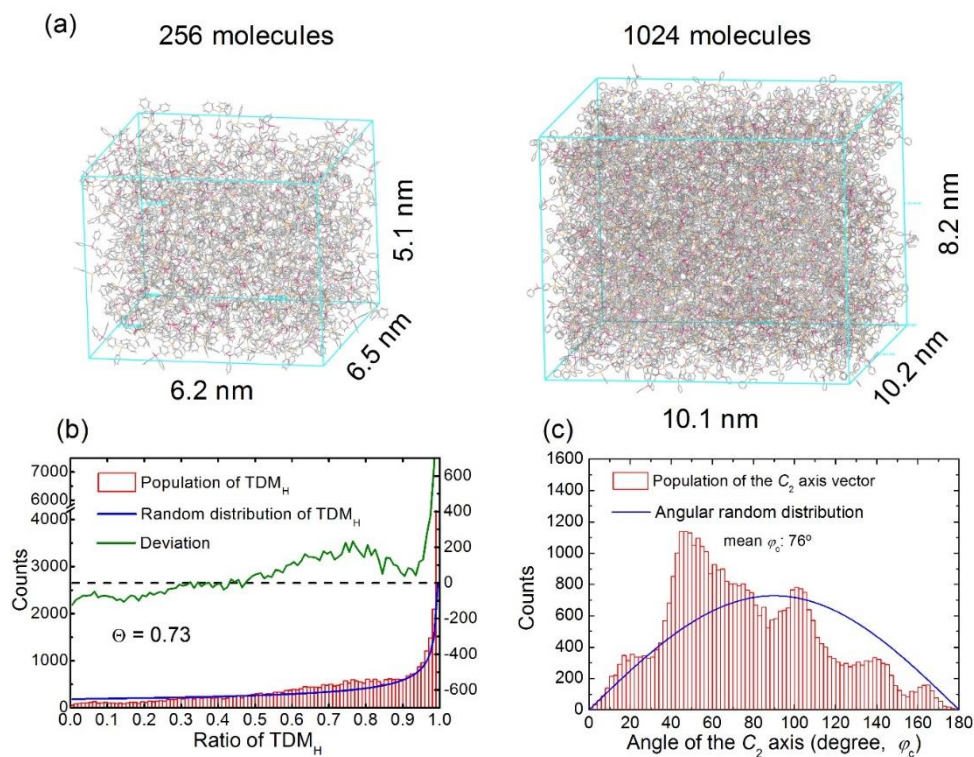 (a)
256 molecules
1024 molecules
5.1 nm
6.5 nm
6.2 nm
8.2 nm
10.2 nm
10.1 nm
(b)
7000
6000
4000
3000
2000
1000
0
Counts
600
400
200
0
-200
-400
-600
Population of TDM_H
Random distribution of TDM_H
Deviation
Θ = 0.73
0.0 0.1 0.2 0.3 0.4 0.5 0.6 0.7 0.8 0.9 1.0
Ratio of TDM_H
(c)
1600
1400
1200
1000
800
600
400
200
0
Counts
Population of the C₂ axis vector
Angular random distribution
mean φ_c: 76º
0 20 40 60 80 100 120 140 160 180
Angle of the C₂ axis (degree, φ_c)